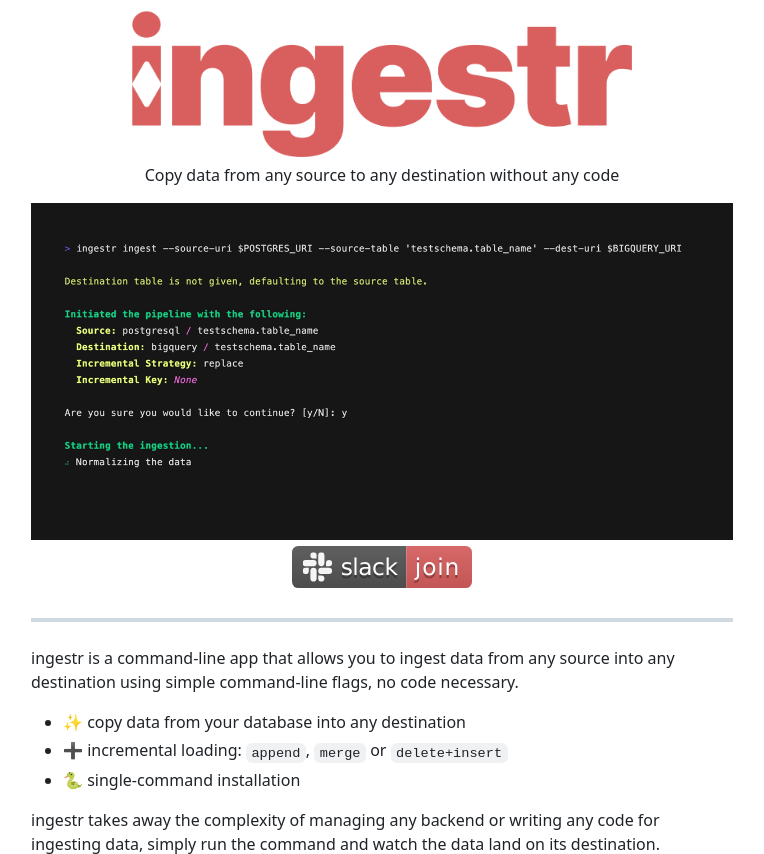 ingestr
Copy data from any source to any destination without any code
> ingestr ingest --source-uri $POSTGRES_URI --source-table 'testschema.table_name' --dest-uri $BIGQUERY_URI
Destination table is not given, defaulting to the source table.
Initiated the pipeline with the following:
Source: postgresql / testschema.table_name
Destination: bigquery / testschema.table_name
Incremental Strategy: replace
Incremental Key: None
Are you sure you would like to continue? [y/N]: y
Starting the ingestion...
Normalizing the data
slack join
ingestr is a command-line app that allows you to ingest data from any source into any
destination using simple command-line flags, no code necessary.
• ✨ copy data from your database into any destination
• ➕ incremental loading: append, merge or delete+insert
• 🐍 single-command installation
ingestr takes away the complexity of managing any backend or writing any code for
ingesting data, simply run the command and watch the data land on its destination.